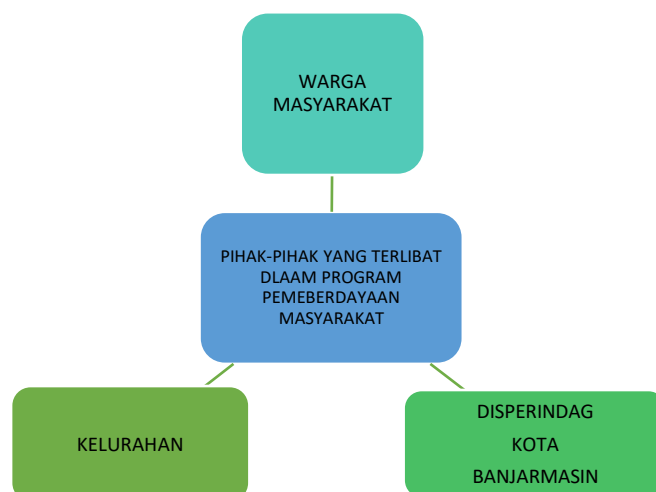 WARGA
MASYARAKAT
PIHAK-PIHAK YANG TERLIBAT
DLAAM PROGRAM
PEMEBERDAYAAN
MASYARAKAT
KELURAHAN
DISPERINDAG
KOTA
BANJARMASIN